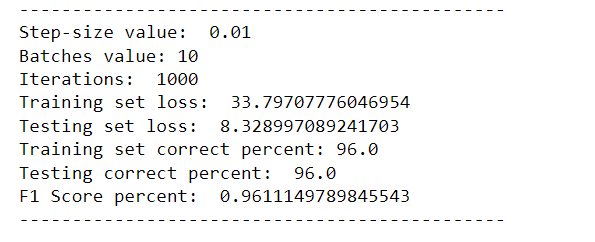 ----------------------------------------------
Step-size value:  0.01
Batches value: 10
Iterations:  1000
Training set loss:  33.79707776046954
Testing set loss:  8.328997089241703
Training set correct percent: 96.0
Testing correct percent:  96.0
F1 Score percent:  0.9611149789845543
----------------------------------------------